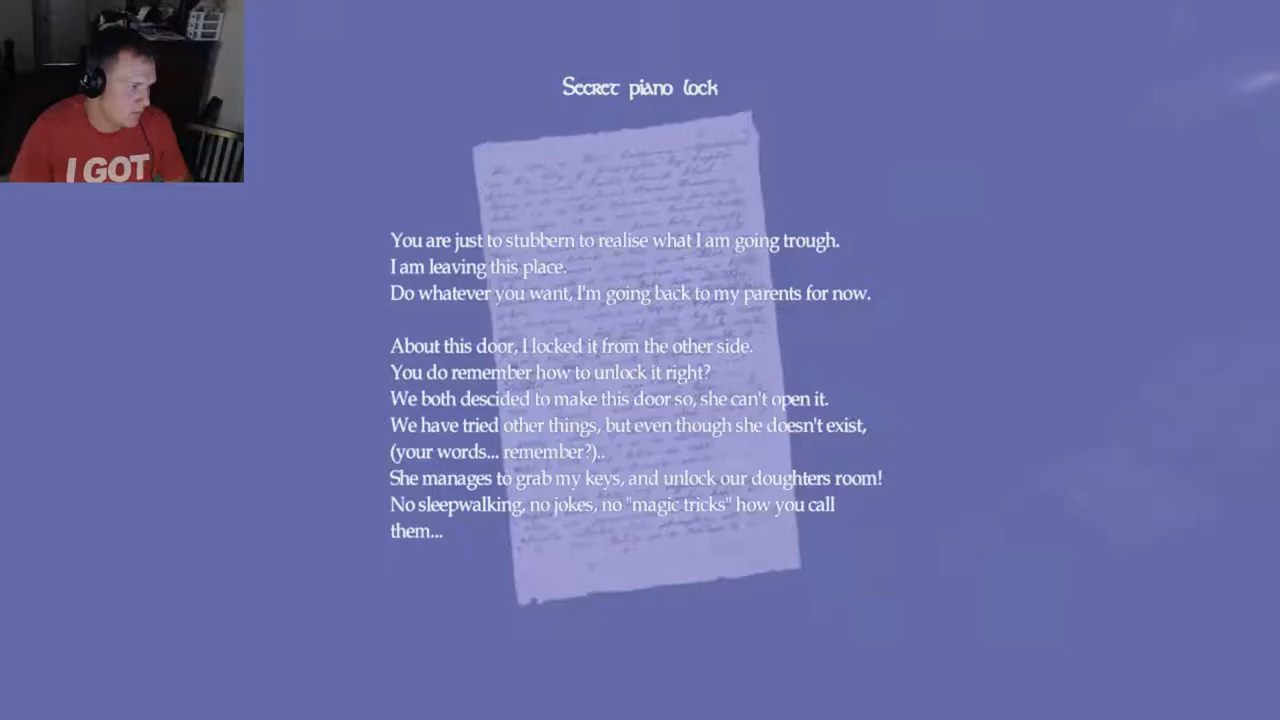 I GOT
Secret piano lock
You are just to stubbern to realise what I am going trough.
I am leaving this place.
Do whatever you want, I'm going back to my parents for now.
About this door, I locked it from the other side.
You do remember how to unlock it right?
We both descided to make this door so, she can't open it.
We have tried other things, but even though she doesn't exist,
(your words... remember?)..
She manages to grab my keys, and unlock our doughters room!
No sleepwalking, no jokes, no "magic tricks" how you call
them...